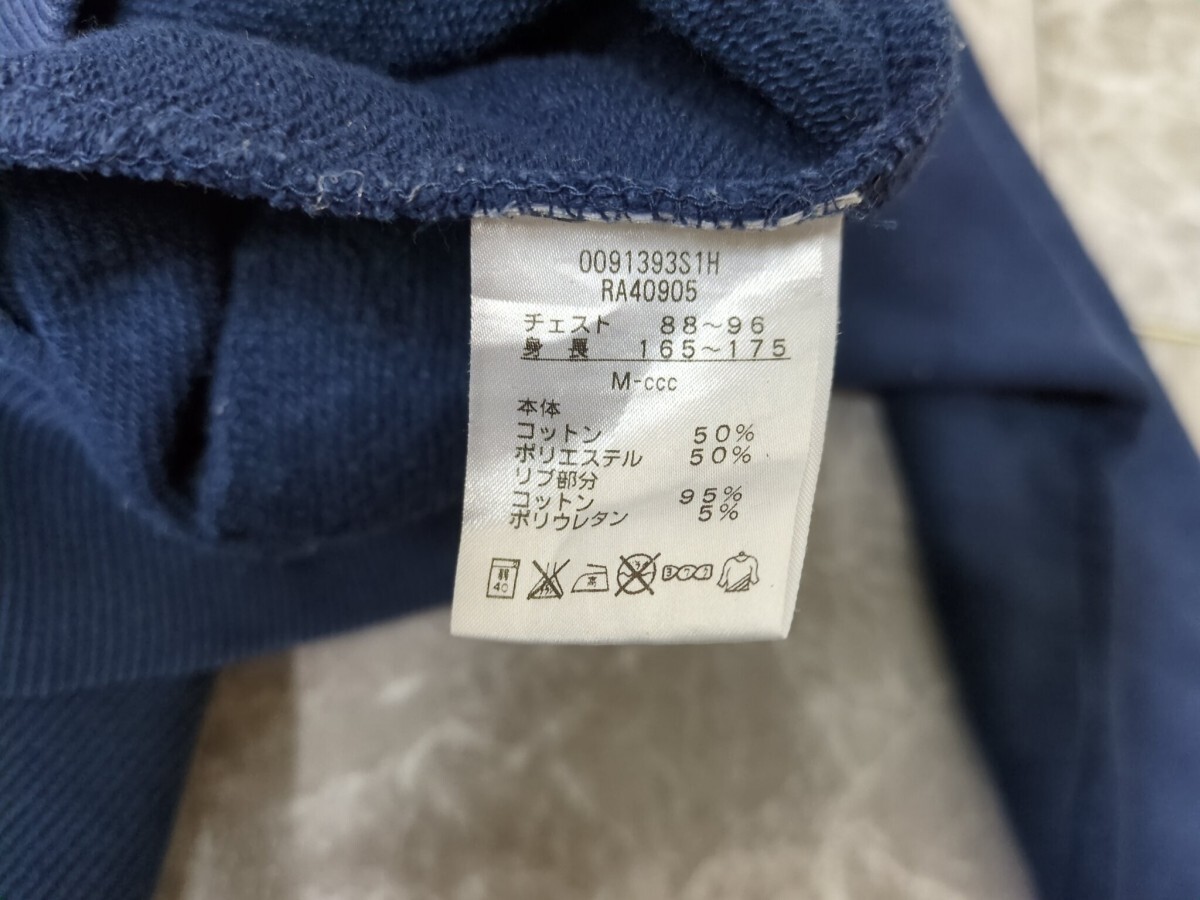 0091393S1H
RA40905
チェスト 88～96
身長 165～175
M-ccc
本体
コットン 50%
ポリエステル 50%
リブ部分
コットン 95%
ポリウレタン 5%
40